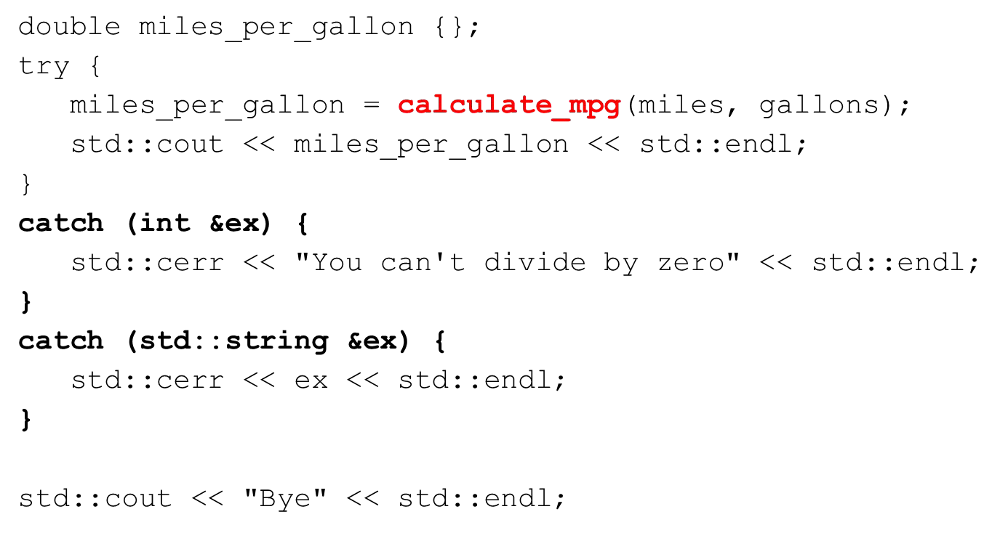 double miles_per_gallon {};
try {
   miles_per_gallon = calculate_mpg(miles, gallons);
   std::cout << miles_per_gallon << std::endl;
}
catch (int &ex) {
   std::cerr << "You can't divide by zero" << std::endl;
}
catch (std::string &ex) {
   std::cerr << ex << std::endl;
}
std::cout << "Bye" << std::endl;